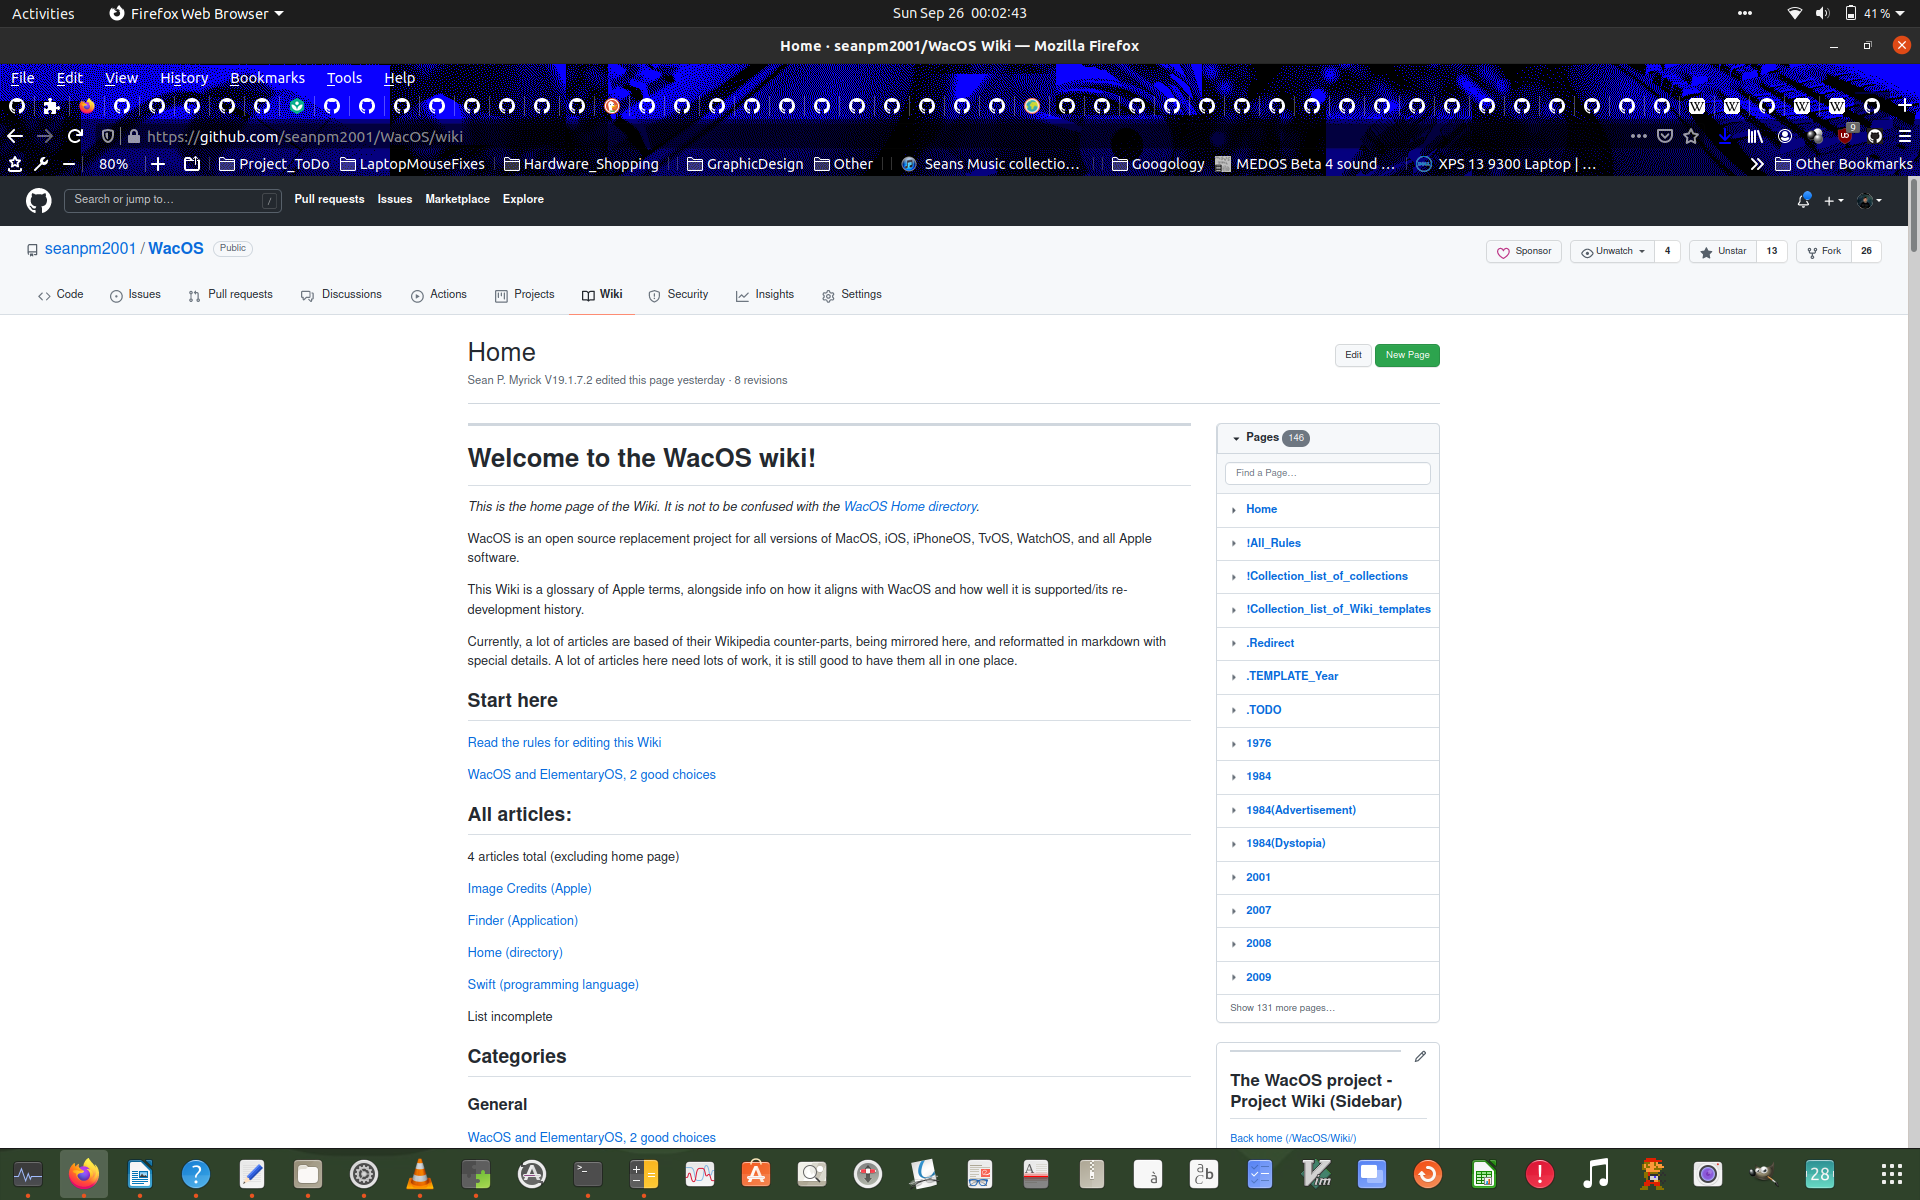 Activities Firefox Web Browser Sun Sep 26 00:02:43 41 %
Home · seanpm2001/WacOS Wiki — Mozilla Firefox
File Edit View History Bookmarks Tools Help
https://github.com/seanpm2001/WacOS/wiki 9
80% Project_ToDo LaptopMouseFixes Hardware_Shopping GraphicDesign Other Seans Music collectio… Googology MEDOS Beta 4 sound … XPS 13 9300 Laptop | … Other Bookmarks
Search or jump to… / Pull requests Issues Marketplace Explore
seanpm2001 / WacOS Public Sponsor Unwatch 4 Unstar 13 Fork 26
Code Issues Pull requests Discussions Actions Projects Wiki Security Insights Settings
Home
Edit New Page
Sean P. Myrick V19.1.7.2 edited this page yesterday · 8 revisions
Welcome to the WacOS wiki!
This is the home page of the Wiki. It is not to be confused with the WacOS Home directory.
WacOS is an open source replacement project for all versions of MacOS, iOS, iPhoneOS, TvOS, WatchOS, and all Apple
software.
This Wiki is a glossary of Apple terms, alongside info on how it aligns with WacOS and how well it is supported/its re-
development history.
Currently, a lot of articles are based of their Wikipedia counter-parts, being mirrored here, and reformatted in markdown with
special details. A lot of articles here need lots of work, it is still good to have them all in one place.
Start here
Read the rules for editing this Wiki
WacOS and ElementaryOS, 2 good choices
All articles:
4 articles total (excluding home page)
Image Credits (Apple)
Finder (Application)
Home (directory)
Swift (programming language)
List incomplete
Categories
General
WacOS and ElementaryOS, 2 good choices
Pages 146
Find a Page…
Home
!All_Rules
!Collection_list_of_collections
!Collection_list_of_Wiki_templates
.Redirect
.TEMPLATE_Year
.TODO
1976
1984
1984(Advertisement)
1984(Dystopia)
2001
2007
2008
2009
Show 131 more pages…
The WacOS project -
Project Wiki (Sidebar)
Back home (/WacOS/Wiki/)
28